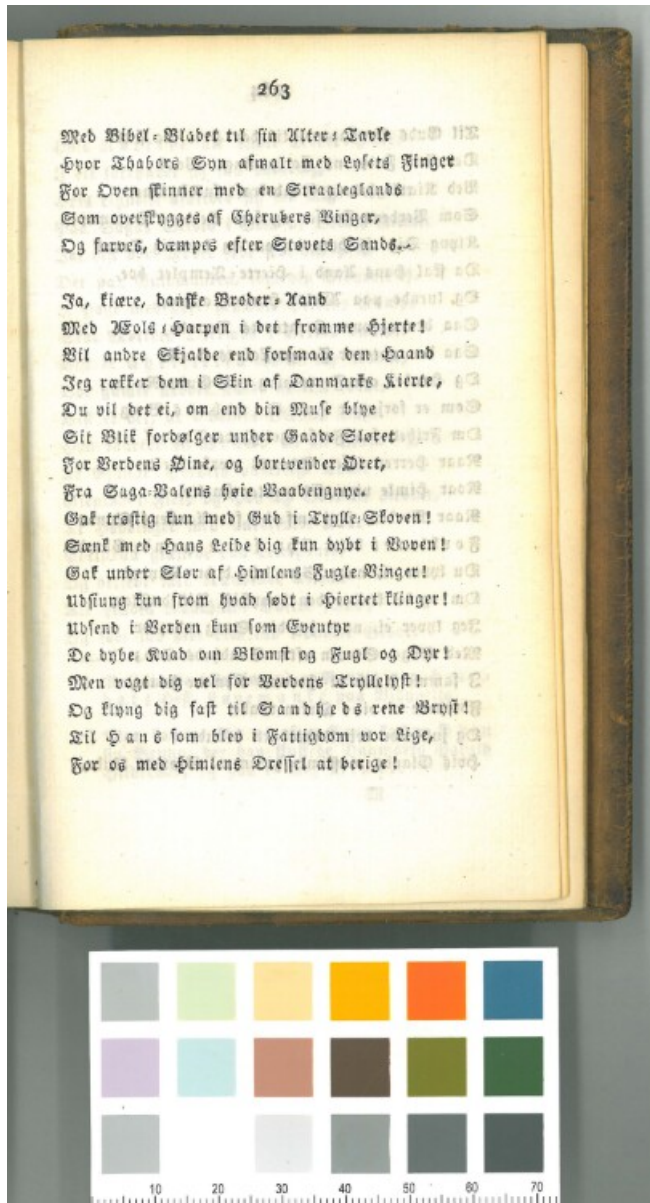 263
Med Bibel-Bladet til sin Alter-Tavle
Hvor Thabors Syn afmalt med Lysets Finger
For Oven skinner med en Straaleglands
Som overskygges af Cherubers Vinger,
Og farves, dæmpes efter Støvets Sands.
Ja, kiære, danske Broder-Aand
Med Æols-Harpen i det fromme Hjerte!
Vil andre Skjalde end forsmaae den Haand
Jeg rækker dem i Skin af Danmarks Kierte,
Du vil det ei, om end din Muse blye
Sit Blik fordølger under Gaade-Sløret
For Verdens Øine, og bortvender Øret,
Fra Saga-Valens høie Vaabengnye.
Gak trøstig kun med Gud i Trylle-Skoven!
Sænk med Hans Leide dig kun dybt i Voven!
Gak under Slør af Himlens Fugle-Vinger!
Udsiung kun from hvad sødt i Hiertet klinger!
Udsend i Verden kun som Eventyr
De dybe Kvad om Blomst og Fugl og Dyr!
Men vogt dig vel for Verdens Tryllelyst!
Og klyng dig fast til Sandheds rene Bryst!
Til Hans som blev i Fattigdom vor Lige,
For os med Himlens Dressel at berige!
10 20 30 40 50 60 70